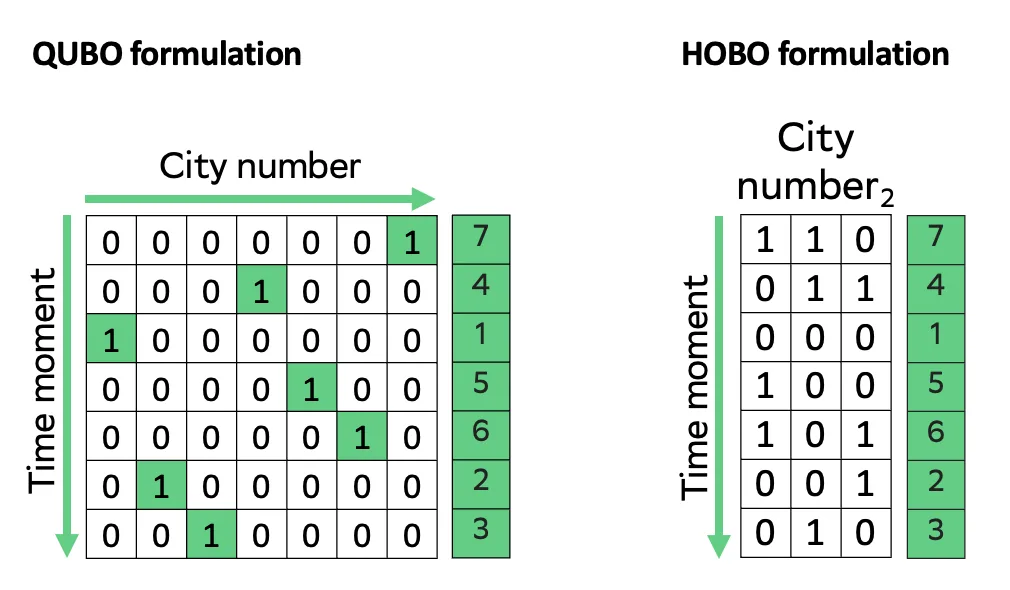 QUBO formulation
HOBO formulation
City number
Time moment
0 0 0 0 0 0 1 7
0 0 0 1 0 0 0 4
1 0 0 0 0 0 0 1
0 0 0 0 1 0 0 5
0 0 0 0 0 1 0 6
0 1 0 0 0 0 0 2
0 0 1 0 0 0 0 3
City
number₂
Time moment
1 1 0 7
0 1 1 4
0 0 0 1
1 0 0 5
1 0 1 6
0 0 1 2
0 1 0 3